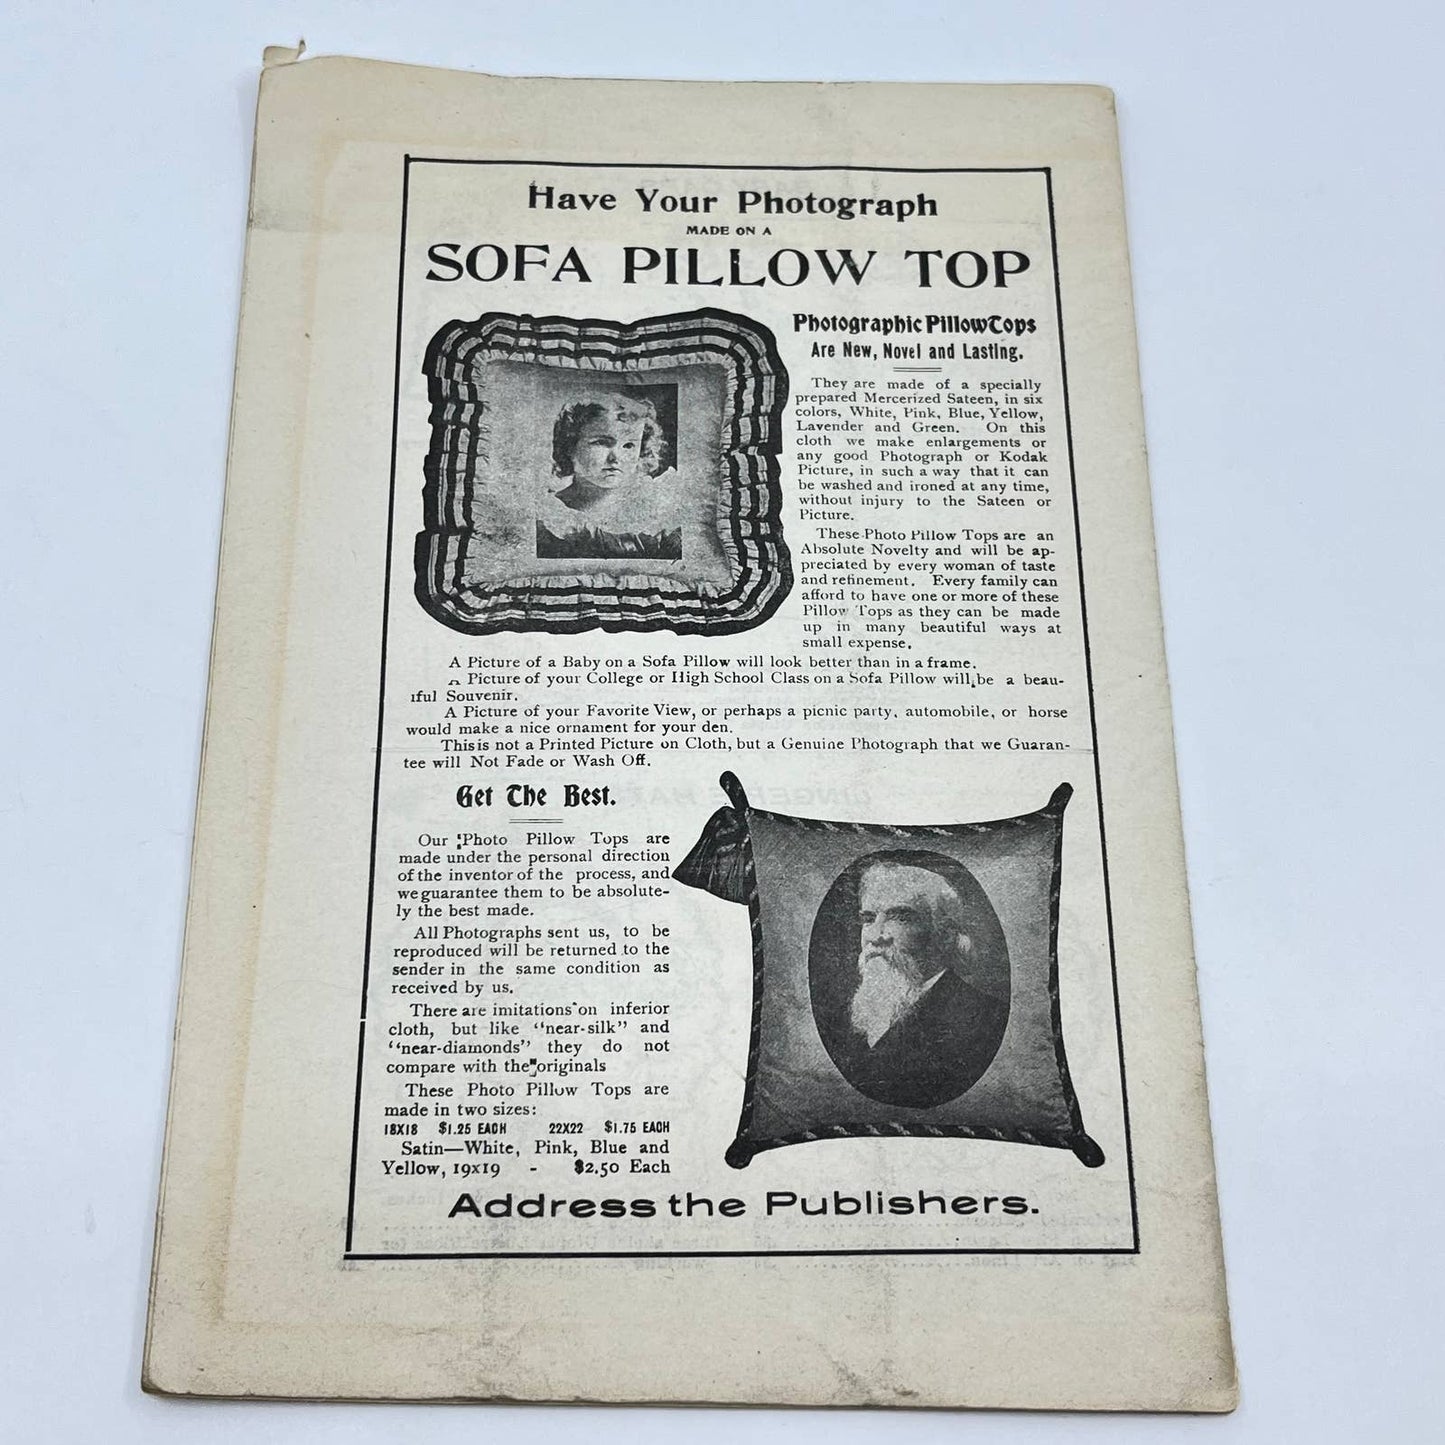 Have Your Photograph
MADE ON A
SOFA PILLOW TOP
Photographic Pillow Tops
Are New, Novel and Lasting.
They are made of a specially
prepared Mercerized Sateen, in six
colors, White, Pink, Blue, Yellow,
Lavender and Green. On this
cloth we make enlargements or
any good Photograph or Kodak
Picture, in such a way that it can
be washed and ironed at any time,
without injury to the Sateen or
Picture.
These Photo Pillow Tops are an
Absolute Novelty and will be ap-
preciated by every woman of taste
and refinement. Every family can
afford to have one or more of these
Pillow Tops as they can be made
up in many beautiful ways at
small expense.
A Picture of a Baby on a Sofa Pillow will look better than in a frame.
A Picture of your College or High School Class on a Sofa Pillow will be a beau-
iful Souvenir.
A Picture of your Favorite View, or perhaps a picnic party, automobile, or horse
would make a nice ornament for your den.
This is not a Printed Picture on Cloth, but a Genuine Photograph that we Guaran-
tee will Not Fade or Wash Off.
Get The Best.
Our Photo Pillow Tops are
made under the personal direction
of the inventor of the process, and
we guarantee them to be absolute-
ly the best made.
All Photographs sent us, to be
reproduced will be returned to the
sender in the same condition as
received by us.
There are imitations on inferior
cloth, but like "near-silk" and
"near-diamonds" they do not
compare with the originals
These Photo Pillow Tops are
made in two sizes:
18X18 $1.25 EACH 22X22 $1.75 EACH
Satin—White, Pink, Blue and
Yellow, 19x19 - $2.50 Each
Address the Publishers.